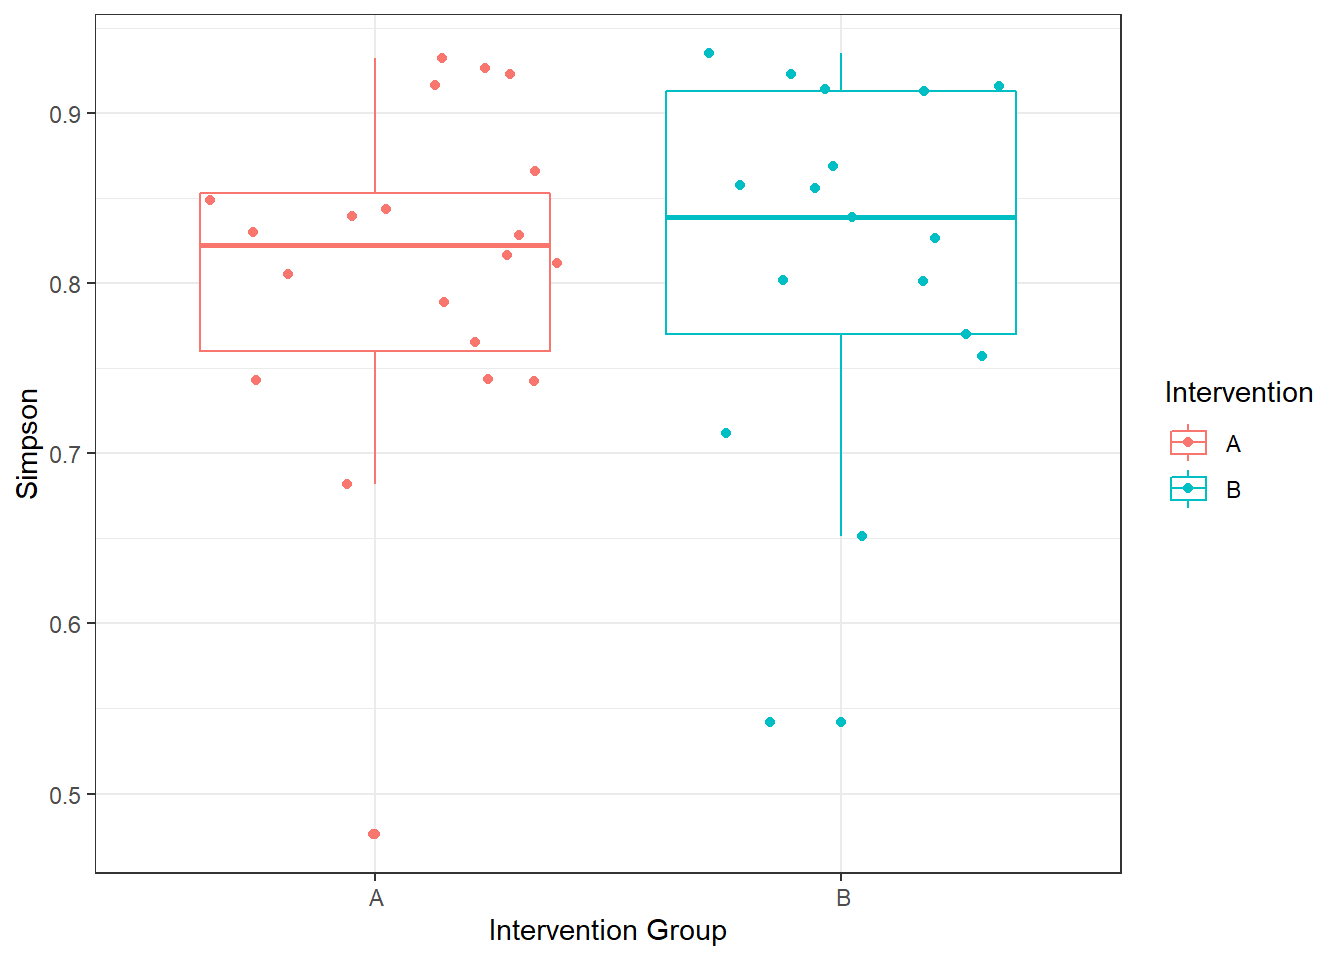 0.9
0.8
0.7
0.6
0.5
Simpson
A
B
Intervention Group
Intervention
A
B